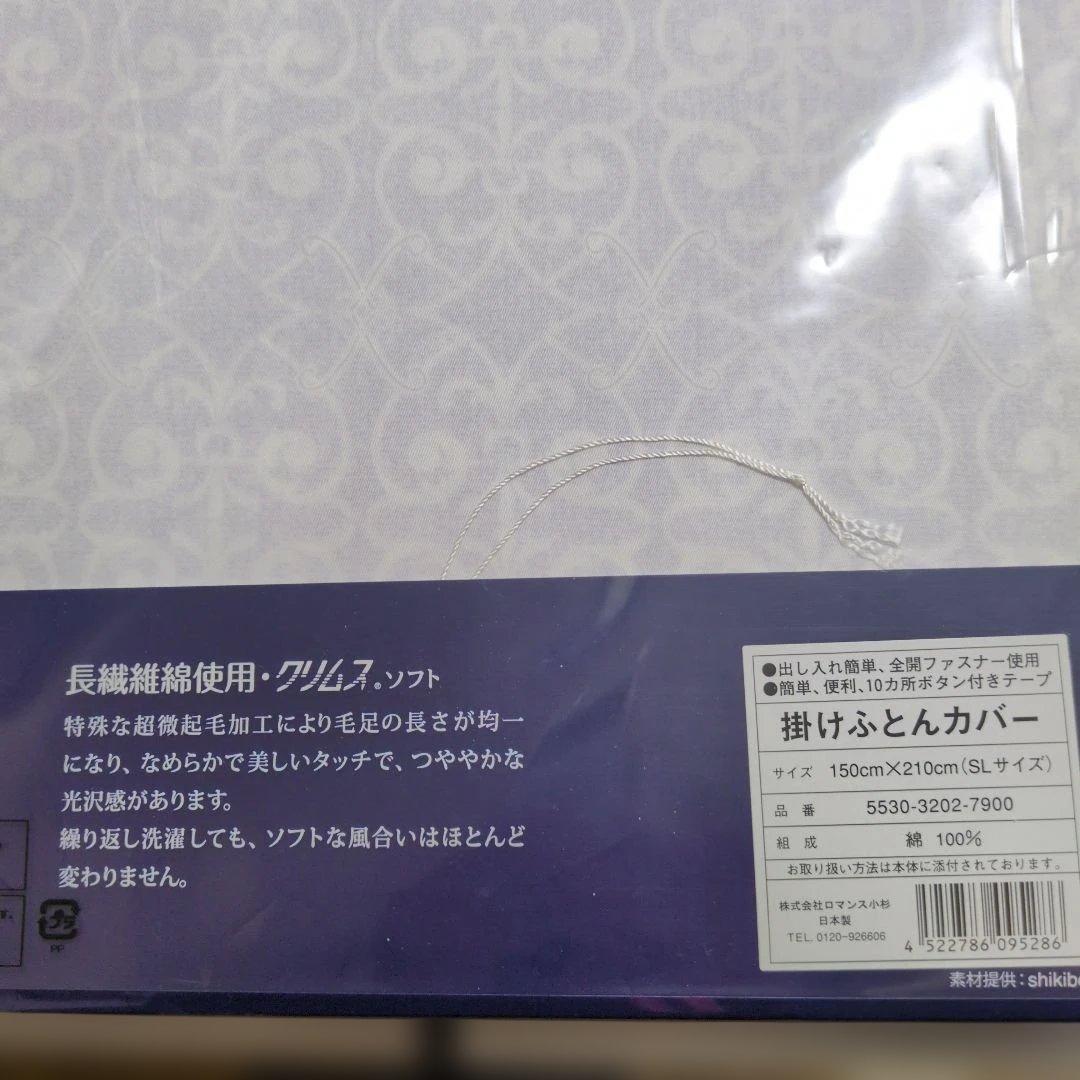 長繊維綿使用・クリムス®ソフト
特殊な超微起毛加工により毛足の長さが均一
になり、なめらかで美しいタッチで、つややかな
光沢感があります。
繰り返し洗濯しても、ソフトな風合いはほとんど
変わりません。
す。
プラ
PP
●出し入れ簡単、全開ファスナー使用
●簡単、便利、10カ所ボタン付きテープ
掛けふとんカバー
サイズ 150cm×210cm(SLサイズ)
品番 5530-3202-7900
組成 綿 100%
お取り扱い方法は本体に添付されております。
株式会社ロマンス小杉
日本製
TEL. 0120-926606
4 522786 095286
素材提供:shikibo